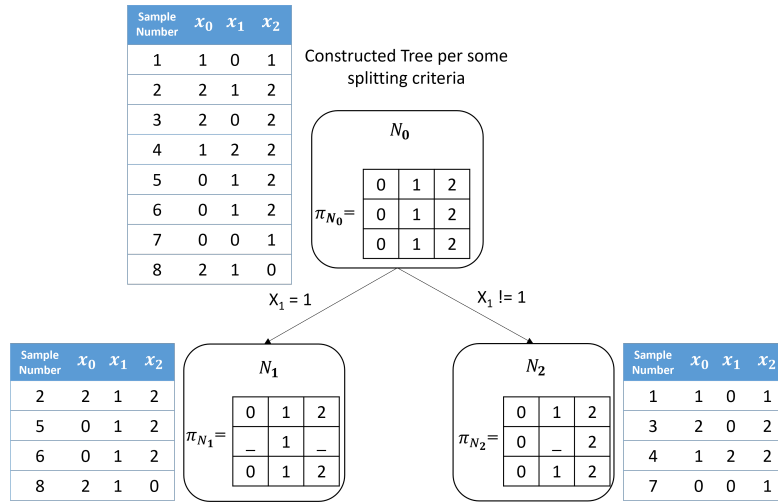 Sample Number x₀ x₁ x₂
1 1 0 1
2 2 1 2
3 2 0 2
4 1 2 2
5 0 1 2
6 0 1 2
7 0 0 1
8 2 1 0
Constructed Tree per some
splitting criteria
N₀
π_N₀=
0 1 2
0 1 2
0 1 2
X₁ = 1
X₁ != 1
Sample Number x₀ x₁ x₂
2 2 1 2
5 0 1 2
6 0 1 2
8 2 1 0
N₁
π_N₁=
0 1 2
_ 1 _
0 1 2
N₂
π_N₂=
0 1 2
0 _ 2
0 1 2
Sample Number x₀ x₁ x₂
1 1 0 1
3 2 0 2
4 1 2 2
7 0 0 1